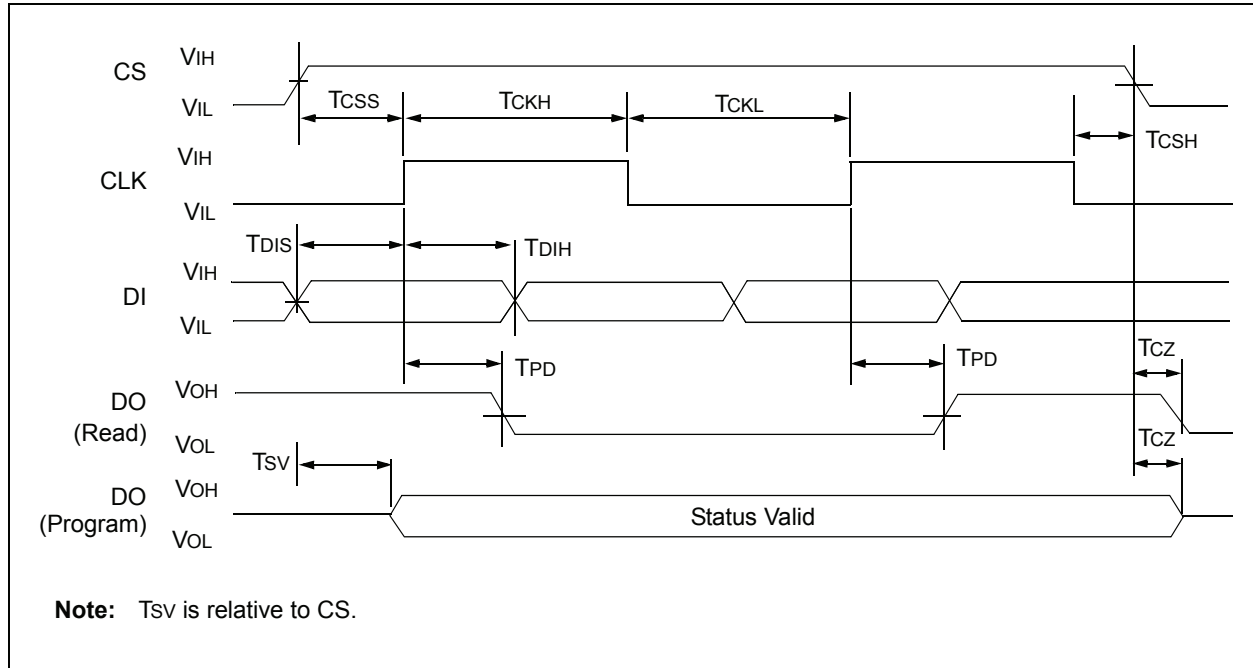 CS
VIH
VIL
TCSS
TCKH
TCKL
TCSH
CLK
VIH
VIL
TDIS
TDIH
DI
VIH
VIL
TPD
TPD
TCZ
DO
(Read)
VOH
VOL
TCZ
TSV
DO
(Program)
VOH
VOL
Status Valid
Note: TSV is relative to CS.